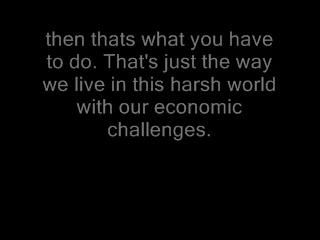 then thats what you have
to do. That's just the way
we live in this harsh world
with our economic
challenges.